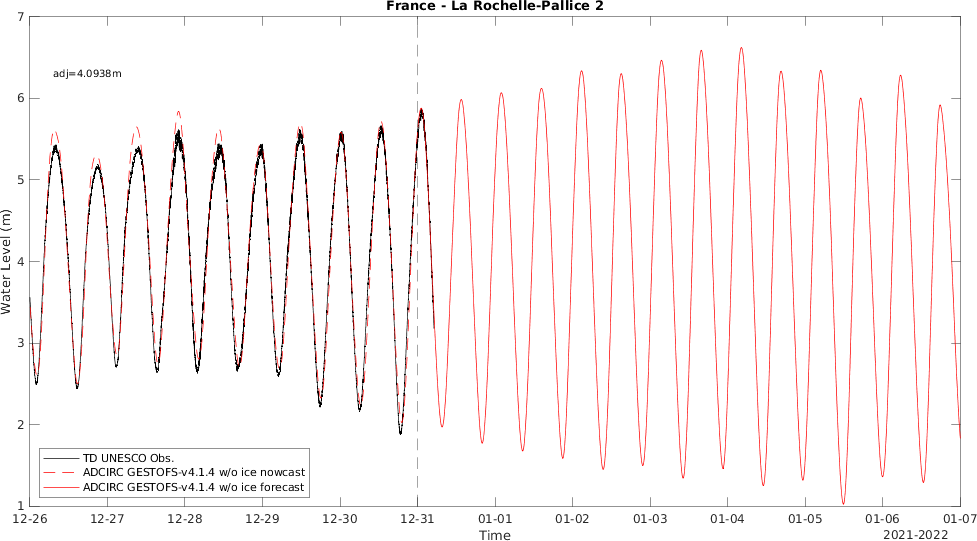 France - La Rochelle-Pallice 2
7
6
5
4
3
2
1
Water Level (m)
adj=4.0938m
TD UNESCO Obs.
ADCIRC GESTOFS-v4.1.4 w/o ice nowcast
ADCIRC GESTOFS-v4.1.4 w/o ice forecast
12-26 12-27 12-28 12-29 12-30 12-31 01-01 01-02 01-03 01-04 01-05 01-06 01-07
Time
2021-2022